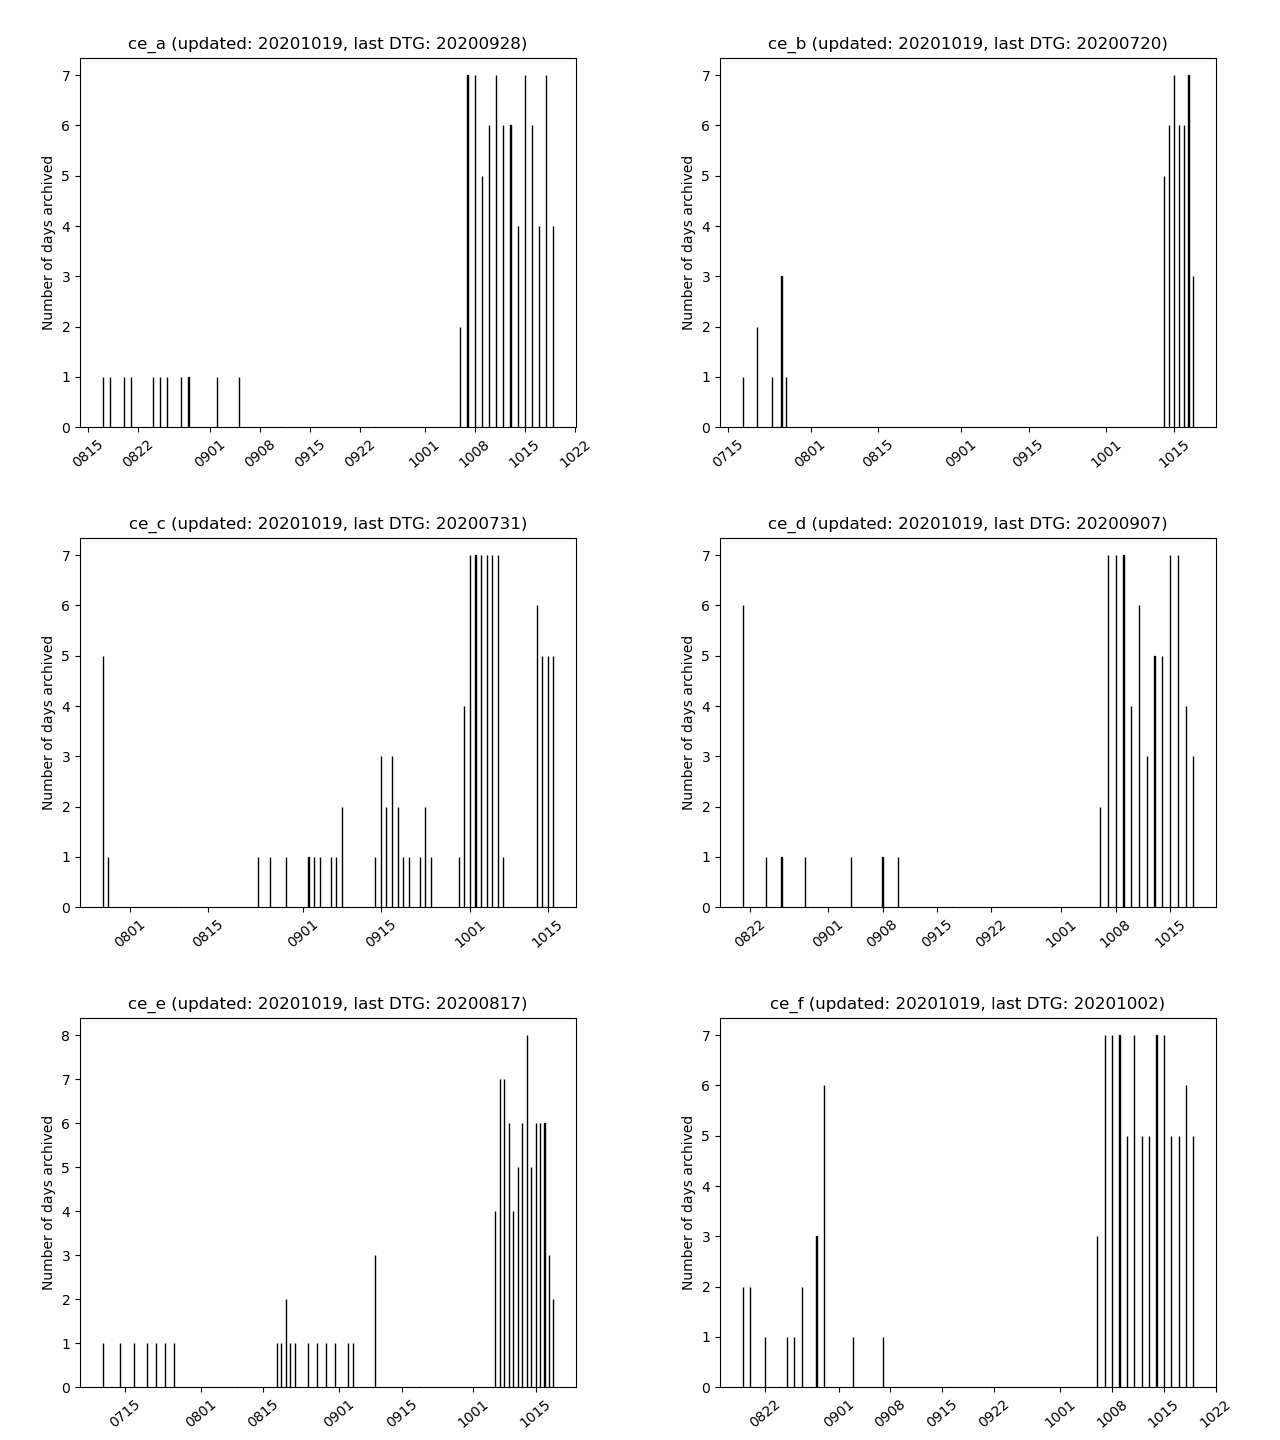 ce_a (updated: 20201019, last DTG: 20200928)
Number of days archived
7
6
5
4
3
2
1
0
0815 0822 0901 0908 0915 0922 1001 1008 1015 1022
ce_b (updated: 20201019, last DTG: 20200720)
Number of days archived
7
6
5
4
3
2
1
0
0715 0801 0815 0901 0915 1001 1015
ce_c (updated: 20201019, last DTG: 20200731)
Number of days archived
7
6
5
4
3
2
1
0
0801 0815 0901 0915 1001 1015
ce_d (updated: 20201019, last DTG: 20200907)
Number of days archived
7
6
5
4
3
2
1
0
0822 0901 0908 0915 0922 1001 1008 1015
ce_e (updated: 20201019, last DTG: 20200817)
Number of days archived
8
7
6
5
4
3
2
1
0
0715 0801 0815 0901 0915 1001 1015
ce_f (updated: 20201019, last DTG: 20201002)
Number of days archived
7
6
5
4
3
2
1
0
0822 0901 0908 0915 0922 1001 1008 1015 1022